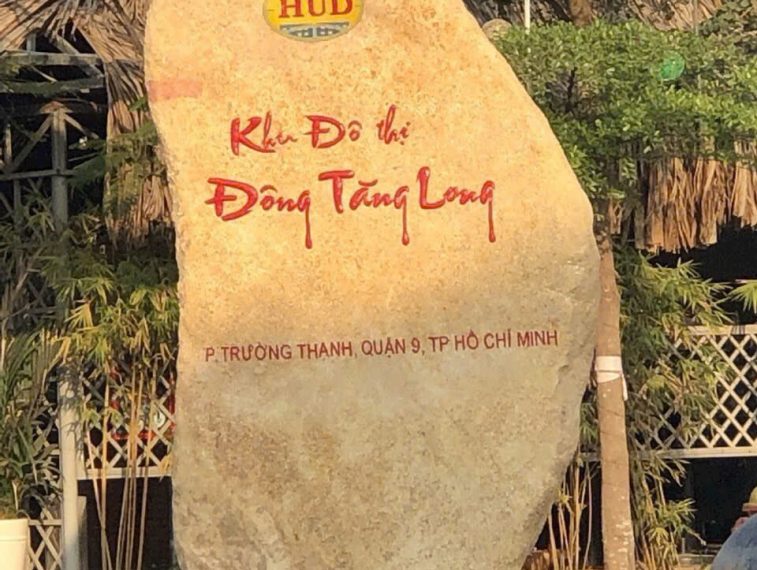 HUD
Khu Đô thị
Đông Tăng Long
P. TRƯỜNG THẠNH, QUẬN 9, TP HỒ CHÍ MINH